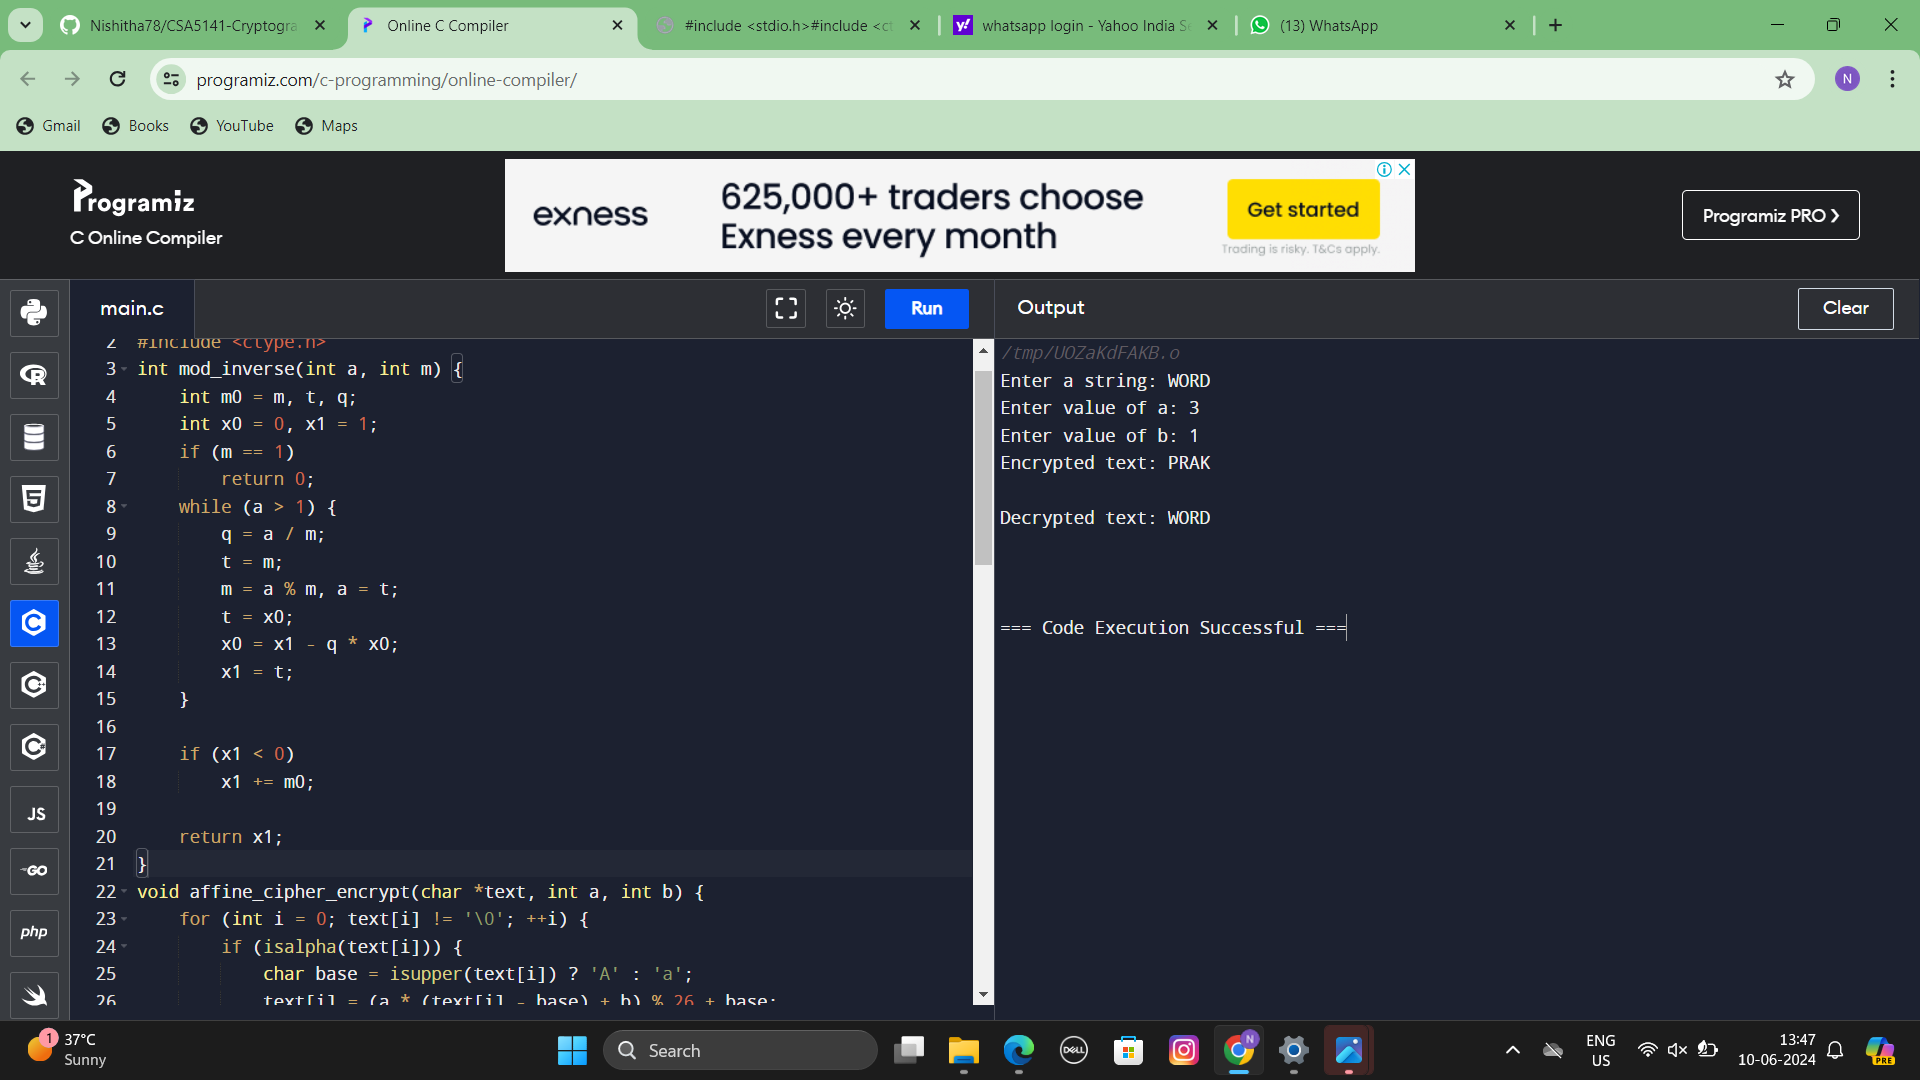 Nishitha78/CSA5141-Cryptogra
Online C Compiler
#include <stdio.h>#include <ct
whatsapp login - Yahoo India Se
(13) WhatsApp
programiz.com/c-programming/online-compiler/
N
Gmail
Books
YouTube
Maps
Programiz
C Online Compiler
exness
625,000+ traders choose
Exness every month
Get started
Trading is risky. T&Cs apply.
Programiz PRO
main.c
Run
Output
Clear
2 #include <ctype.h>
3 int mod_inverse(int a, int m) {
4 int m0 = m, t, q;
5 int x0 = 0, x1 = 1;
6 if (m == 1)
7 return 0;
8 while (a > 1) {
9 q = a / m;
10 t = m;
11 m = a % m, a = t;
12 t = x0;
13 x0 = x1 - q * x0;
14 x1 = t;
15 }
16
17 if (x1 < 0)
18 x1 += m0;
19
20 return x1;
21 }
22 void affine_cipher_encrypt(char *text, int a, int b) {
23 for (int i = 0; text[i] != '\0'; ++i) {
24 if (isalpha(text[i])) {
25 char base = isupper(text[i]) ? 'A' : 'a';
26 text[i] = (a * (text[i] - base) + b) % 26 + base;
/tmp/UOZaKdFAKB.o
Enter a string: WORD
Enter value of a: 3
Enter value of b: 1
Encrypted text: PRAK
Decrypted text: WORD
=== Code Execution Successful ===
JS
GO
php
1
37°C
Sunny
Search
DELL
N
ENG
US
13:47
10-06-2024
PRE